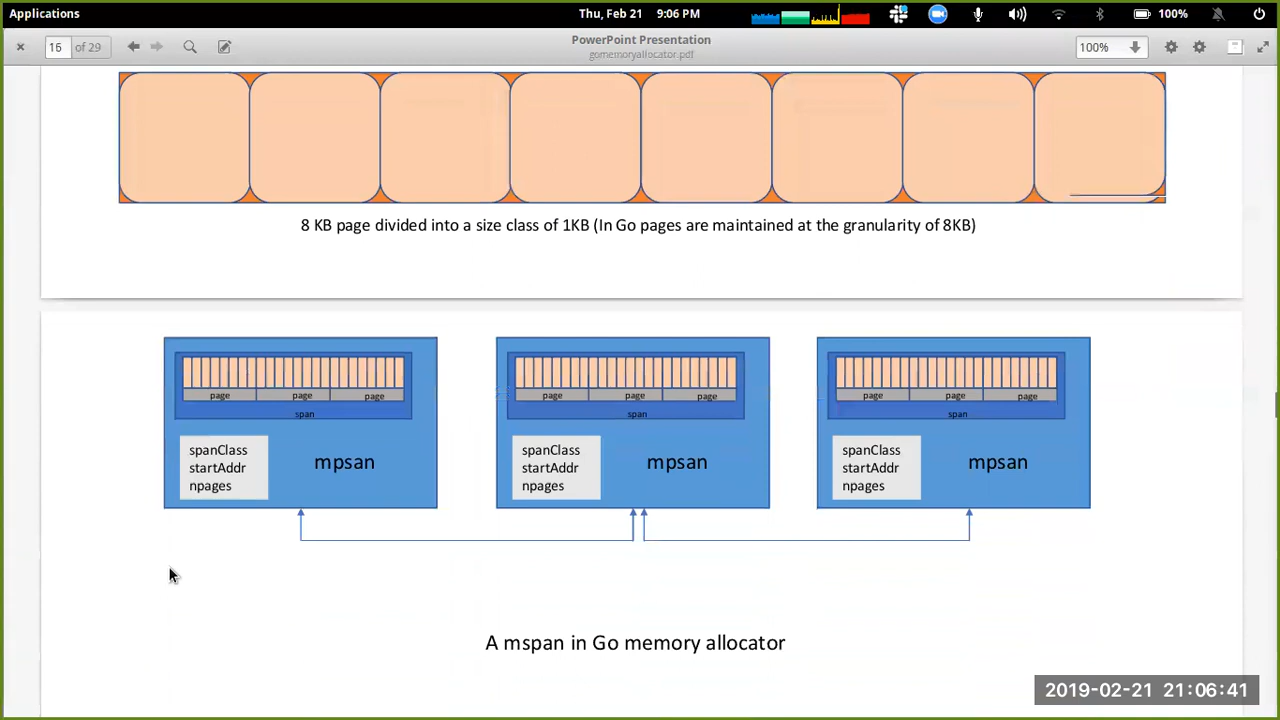 Applications
Thu, Feb 21 9:06 PM
100%
16 of 29
PowerPoint Presentation
gomemoryallocator.pdf
100%
8 KB page divided into a size class of 1KB (In Go pages are maintained at the granularity of 8KB)
page page page
span
spanClass
startAddr
npages
mpsan
page page page
span
spanClass
startAddr
npages
mpsan
page page page
span
spanClass
startAddr
npages
mpsan
A mspan in Go memory allocator
2019-02-21 21:06:41